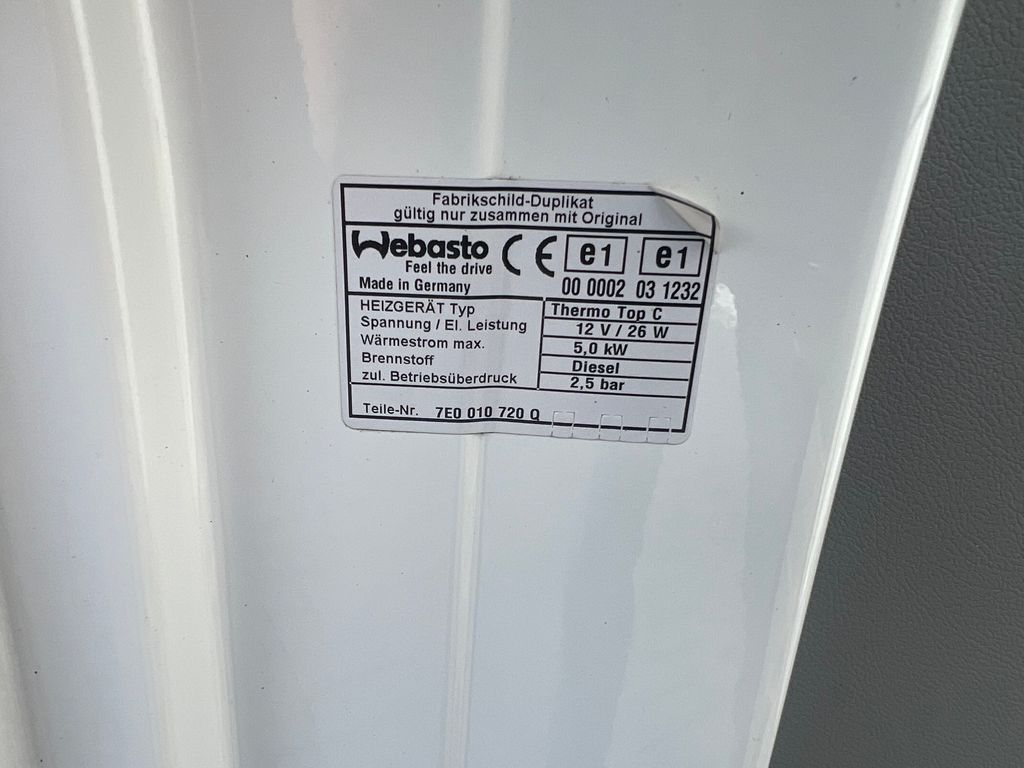 Fabrikschild-Duplikat
gültig nur zusammen mit Original
Webasto CE e1 e1
Feel the drive
Made in Germany 00 0002 03 1232
HEIZGERÄT Typ Thermo Top C
Spannung / El. Leistung 12 V / 26 W
Wärmestrom max. 5,0 kW
Brennstoff Diesel
zul. Betriebsüberdruck 2,5 bar
Teile-Nr. 7E0 010 720 Q